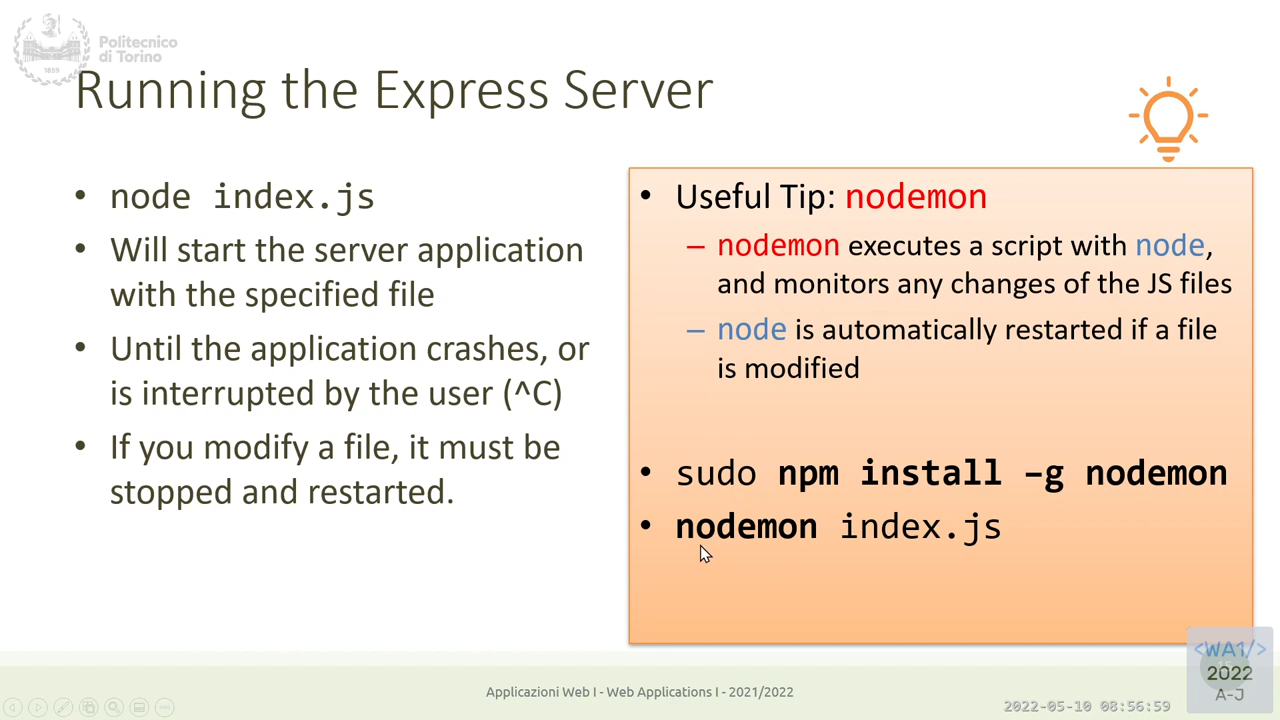 Politecnico
di Torino
1859
Running the Express Server
• node index.js
• Will start the server application
with the specified file
• Until the application crashes, or
is interrupted by the user (^C)
• If you modify a file, it must be
stopped and restarted.
• Useful Tip: nodemon
– nodemon executes a script with node,
and monitors any changes of the JS files
– node is automatically restarted if a file
is modified
• sudo npm install –g nodemon
• nodemon index.js
Applicazioni Web I - Web Applications I - 2021/2022
2022-05-10 08:56:59
<WA1/>
2022
A-J